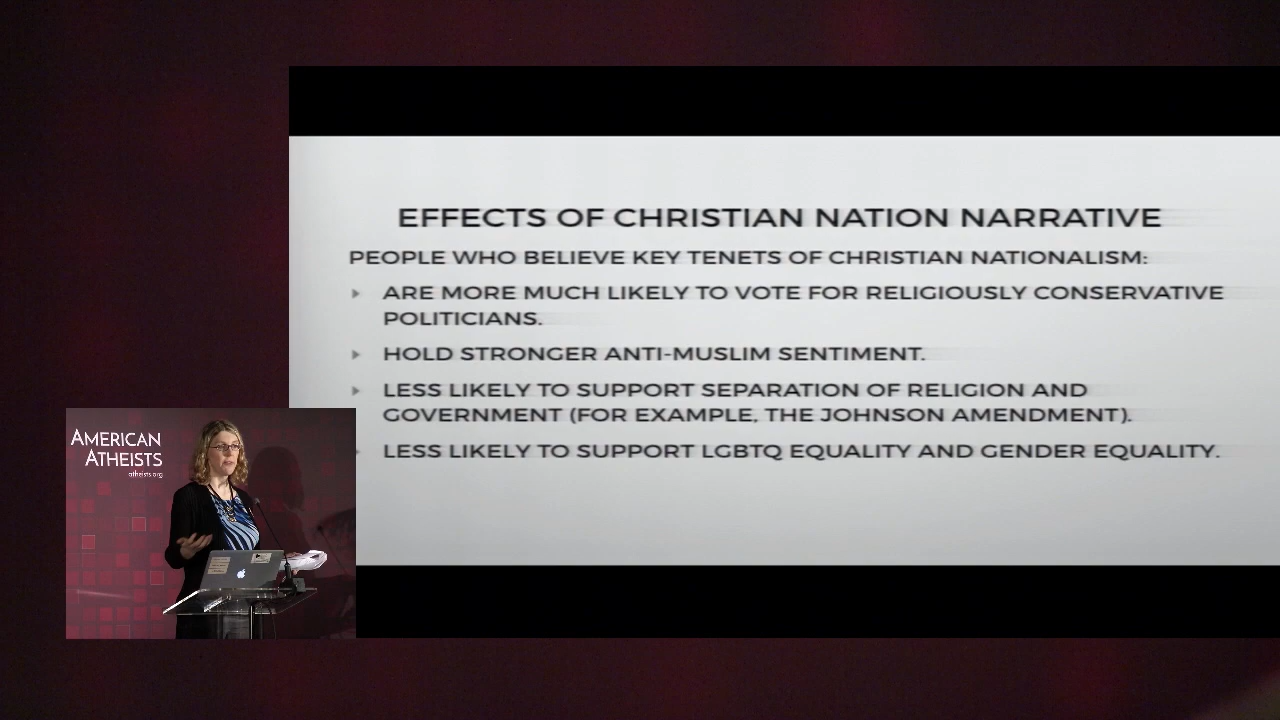 EFFECTS OF CHRISTIAN NATION NARRATIVE
PEOPLE WHO BELIEVE KEY TENETS OF CHRISTIAN NATIONALISM:
ARE MORE MUCH LIKELY TO VOTE FOR RELIGIOUSLY CONSERVATIVE
POLITICIANS.
HOLD STRONGER ANTI-MUSLIM SENTIMENT.
LESS LIKELY TO SUPPORT SEPARATION OF RELIGION AND
GOVERNMENT (FOR EXAMPLE, THE JOHNSON AMENDMENT).
LESS LIKELY TO SUPPORT LGBTQ EQUALITY AND GENDER EQUALITY.
AMERICAN
ATHEISTS
atheists.org